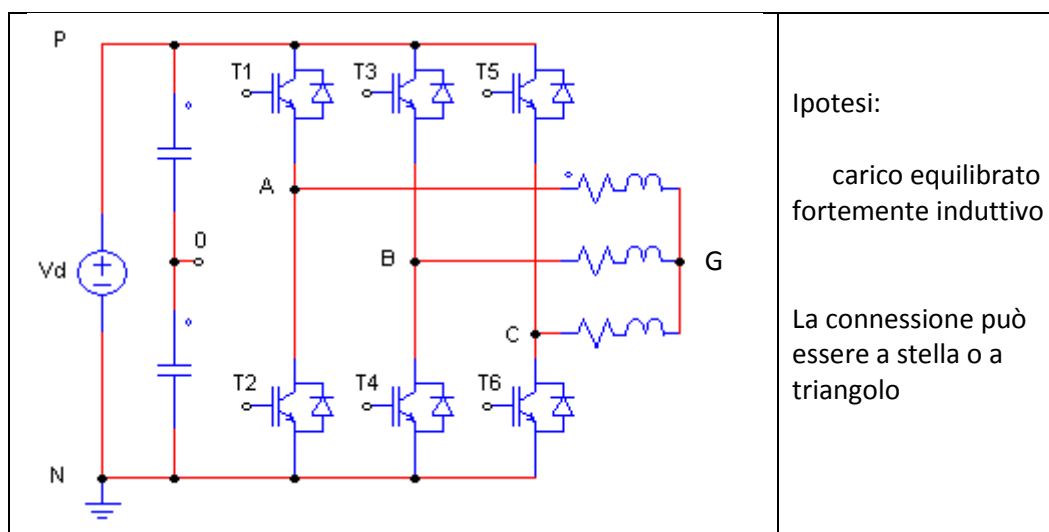 P
T1
T3
T5
Ipotesi:
A
carico equilibrato
fortemente induttivo
0
Vd
B
G
C
La connessione può
essere a stella o a
triangolo
T2
T4
T6
N